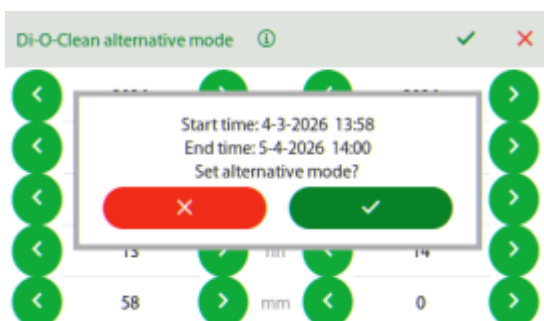 Di-O-Clean alternative mode
Start time: 4-3-2026 13:58
End time: 5-4-2026 14:00
Set alternative mode?
13 14
58 mm 0